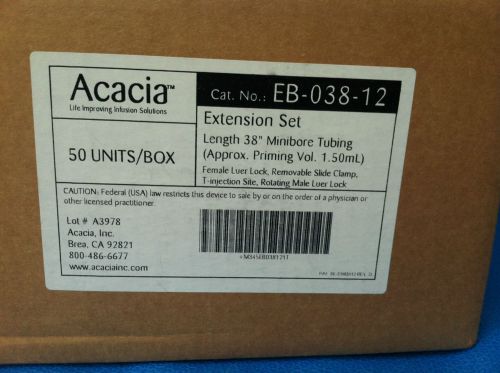 Acacia™
Life Improving Infusion Solutions
50 UNITS/BOX
Cat. No.: EB-038-12
Extension Set
Length 38" Minibore Tubing
(Approx. Priming Vol. 1.50mL)
Female Luer Lock, Removable Slide Clamp,
T-injection Site, Rotating Male Luer Lock
CAUTION: Federal (USA) law restricts this device to sale by or on the order of a physician or
other licensed practitioner.
Lot # A3978
Acacia, Inc.
Brea, CA 92821
800-486-6677
www.acaciainc.com